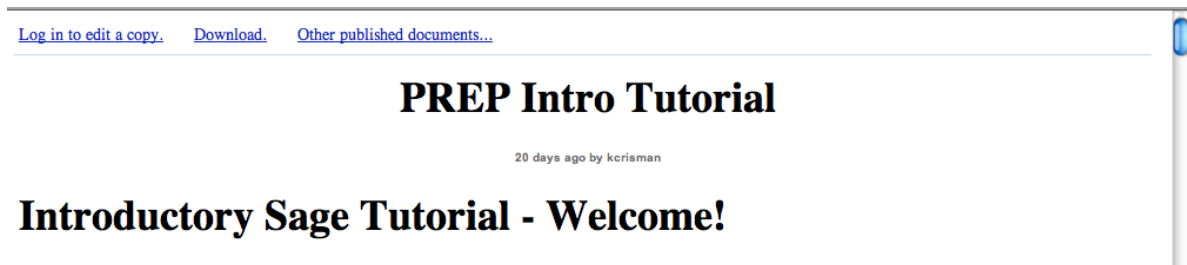 Log in to edit a copy. Download. Other published documents...
PREP Intro Tutorial
20 days ago by kcrisman
Introductory Sage Tutorial - Welcome!